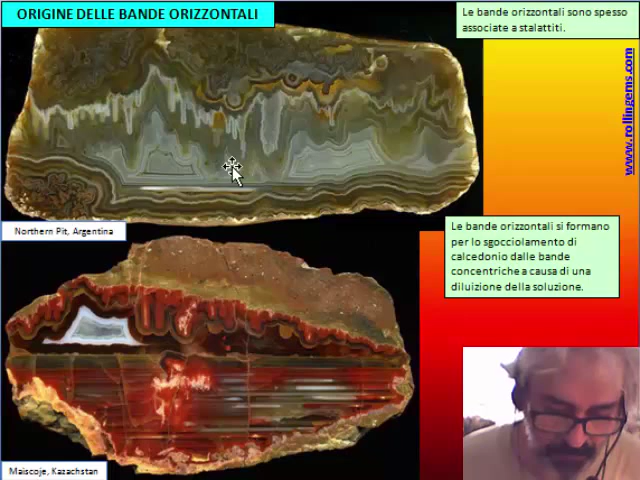 ORIGINE DELLE BANDE ORIZZONTALI
Le bande orizzontali sono spesso
associate a stalattiti.
www.rollingems.com
Northern Pit, Argentina
Le bande orizzontali si formano
per lo sgocciolamento di
calcedonio dalle bande
concentriche a causa di una
diluizione della soluzione.
Maiscoje, Kazachstan